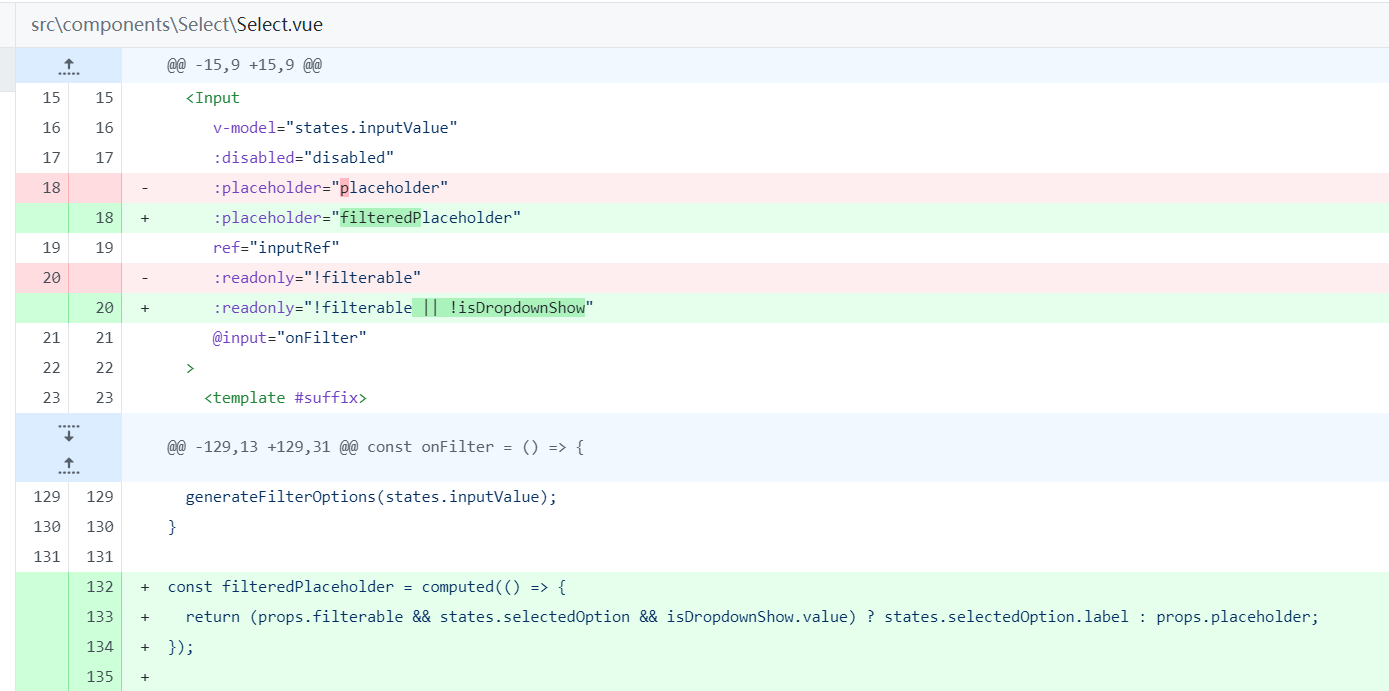 src\components\Select\Select.vue
@@ -15,9 +15,9 @@
15 15 <Input
16 16 v-model="states.inputValue"
17 17 :disabled="disabled"
18 - :placeholder="placeholder"
18 + :placeholder="filteredPlaceholder"
19 19 ref="inputRef"
20 - :readonly="!filterable"
20 + :readonly="!filterable || !isDropdownShow"
21 21 @input="onFilter"
22 22 >
23 23 <template #suffix>
@@ -129,13 +129,31 @@ const onFilter = () => {
129 129 generateFilterOptions(states.inputValue);
130 130 }
131 131
132 + const filteredPlaceholder = computed(() => {
133 + return (props.filterable && states.selectedOption && isDropdownShow.value) ? states.selectedOption.label : props.placeholder;
134 + });
135 +